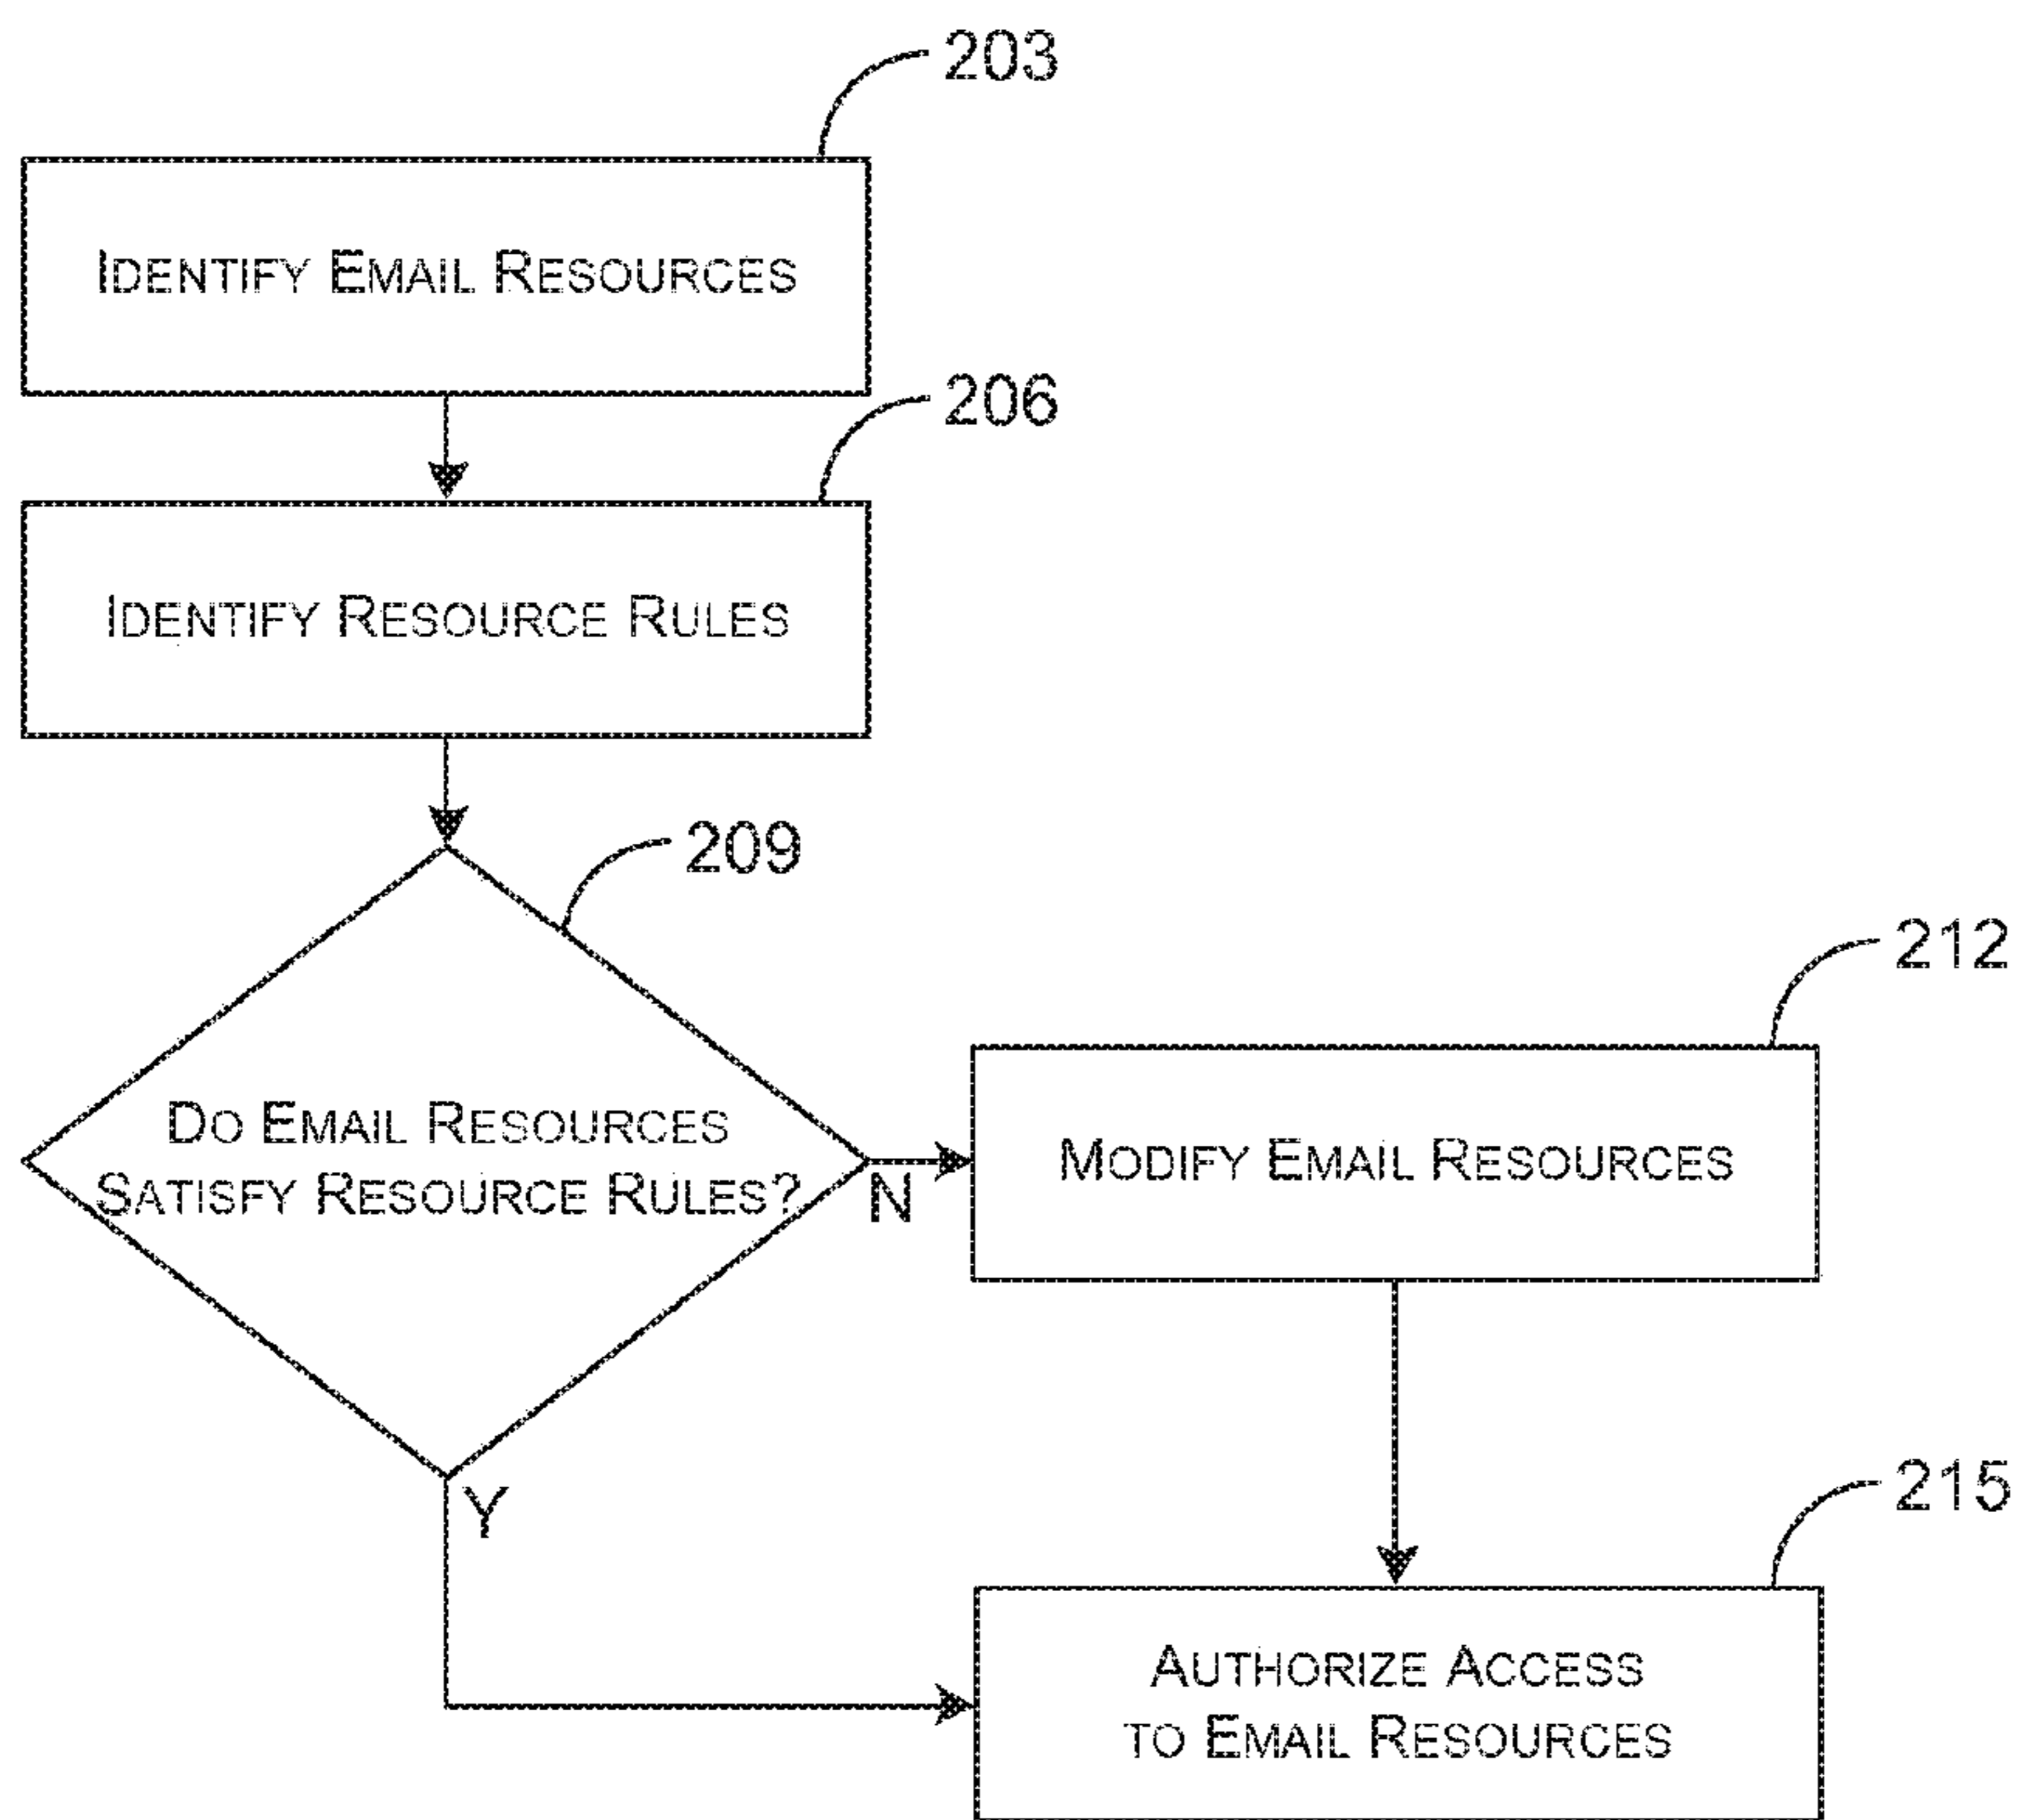 203
IDENTIFY EMAIL RESOURCES
206
IDENTIFY RESOURCE RULES
209
DO EMAIL RESOURCES
SATISFY RESOURCE RULES?
N
212
MODIFY EMAIL RESOURCES
Y
215
AUTHORIZE ACCESS
TO EMAIL RESOURCES